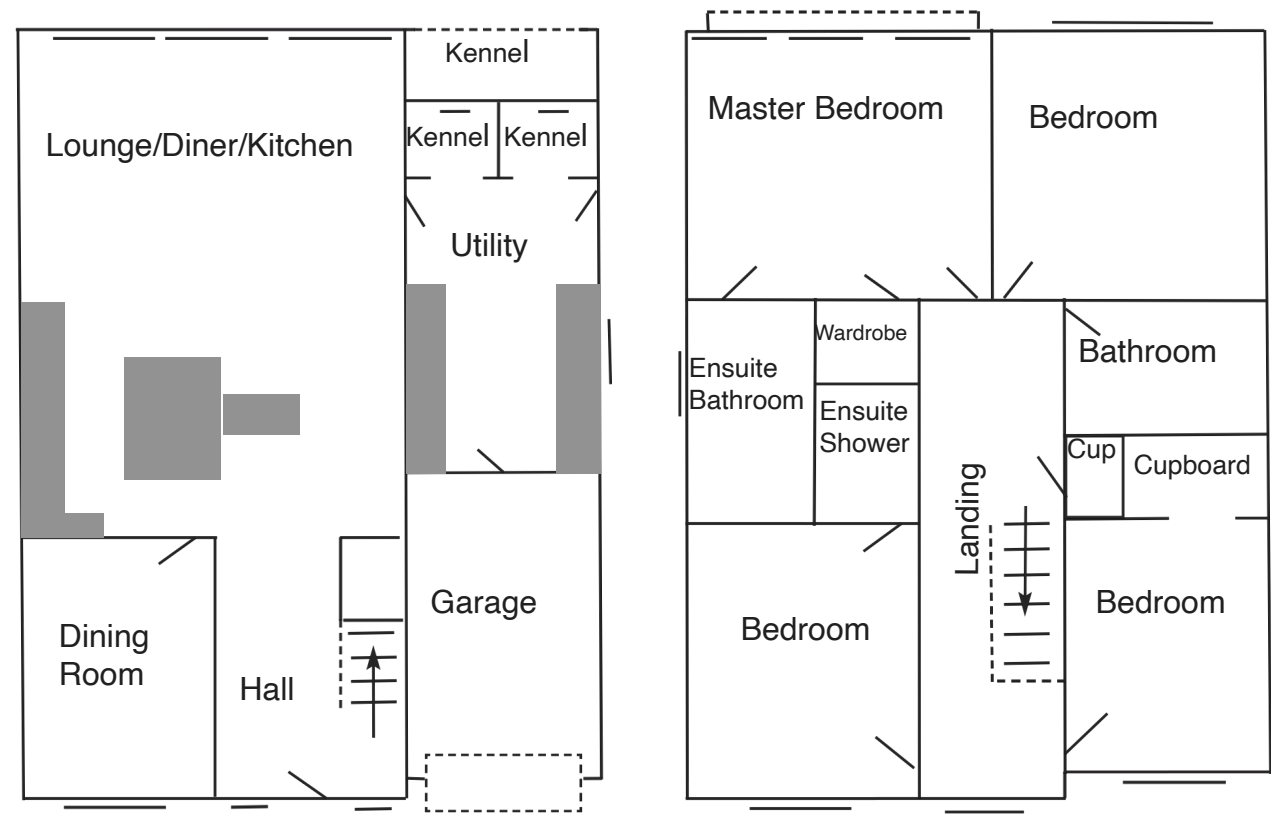 Kennel
Kennel
Kennel
Lounge/Diner/Kitchen
Utility
Garage
Dining
Room
Hall
Master Bedroom
Bedroom
Wardrobe
Ensuite
Bathroom
Ensuite
Shower
Bathroom
Cup
Cupboard
Landing
Bedroom
Bedroom